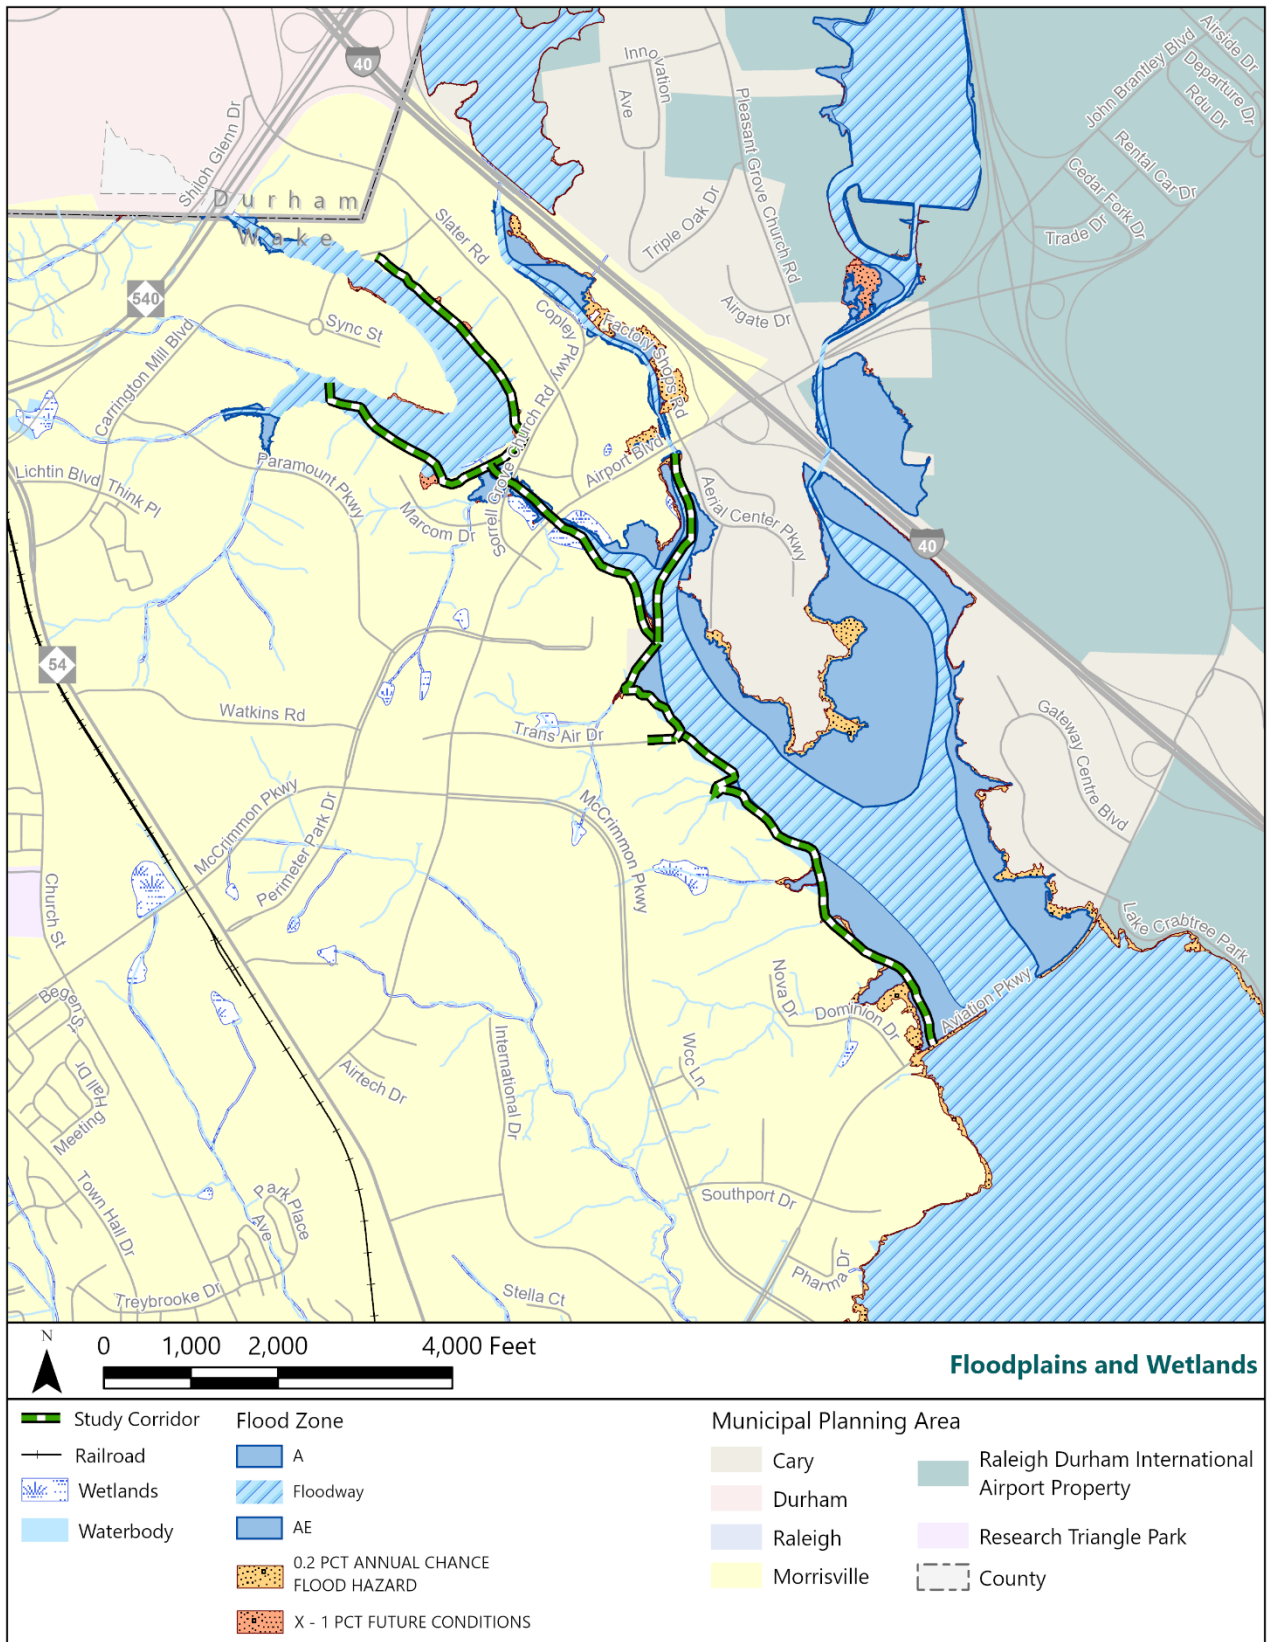 40
Innovation
Ave
Pleasant Grove Church Rd
John Brantley Blvd
Airside Dr
Departure Dr
Rdu Dr
Rental Car Dr
Cedar Fork Dr
Trade Dr
Shiloh Glenn Dr
Durham
Wake
Slater Rd
Triple Oak Dr
Airgate Dr
540
Sync St
Copley Pkwy
Factory Shops Rd
Carrington Mill Blvd
Sorrell Grove Church Rd
Airport Blvd
Lichtin Blvd
Think Pl
Paramount Pkwy
Marcom Dr
Aerial Center Pkwy
40
54
Watkins Rd
Trans Air Dr
Gateway Centre Blvd
McCrimmon Pkwy
Perimeter Park Dr
McCrimmon Pkwy
Church St
Lake Crabtree Park
Aviation Pkwy
Nova Dr
Dominion Dr
Begen St
Hall Dr
Meeting
Airtech Dr
International Dr
Wcc Ln
Town Hall Dr
Park Place
Ave
Southport Dr
Pharma Dr
Treybrooke Dr
Stella Ct
N
0 1,000 2,000 4,000 Feet
Floodplains and Wetlands
Study Corridor
Railroad
Wetlands
Waterbody
Flood Zone
A
Floodway
AE
0.2 PCT ANNUAL CHANCE
FLOOD HAZARD
X - 1 PCT FUTURE CONDITIONS
Municipal Planning Area
Cary
Durham
Raleigh
Morrisville
Raleigh Durham International
Airport Property
Research Triangle Park
County